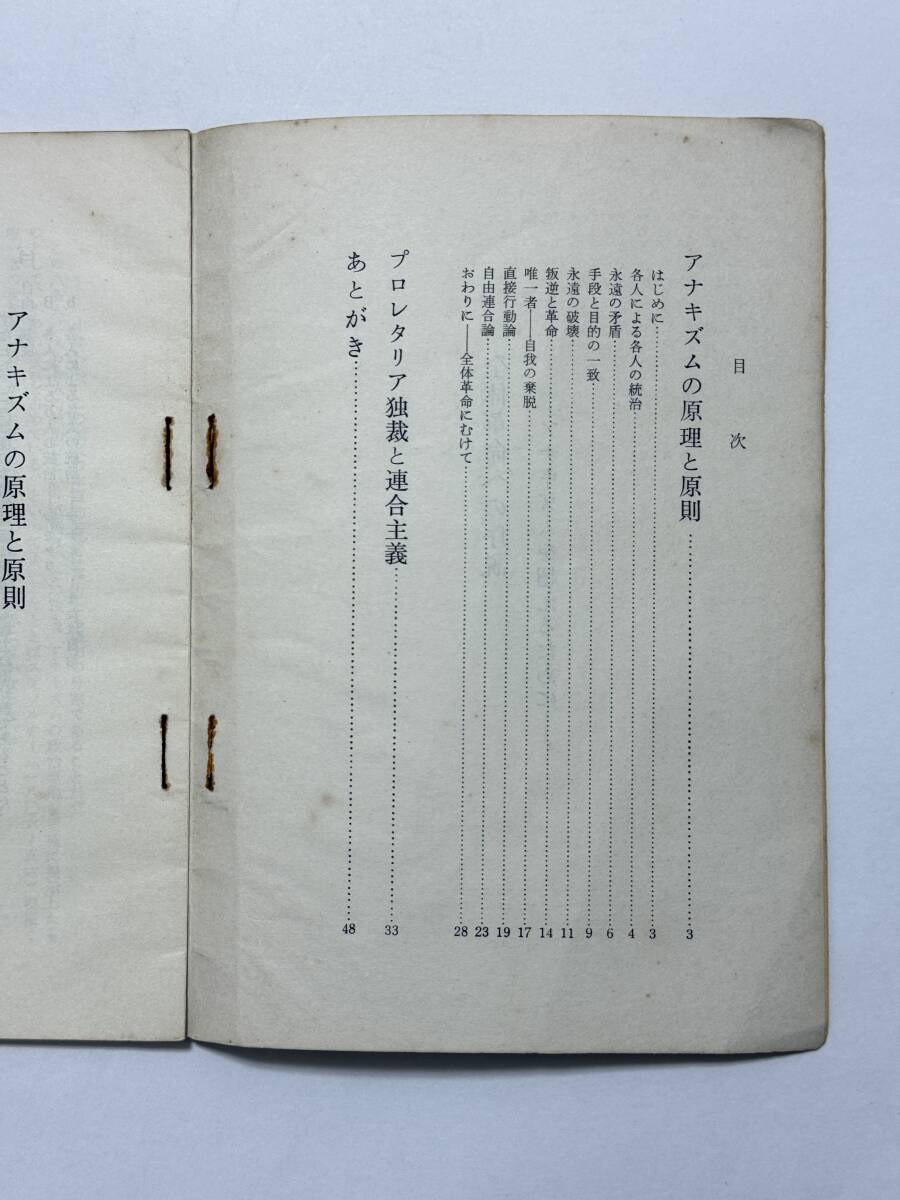 目次
アナキズムの原理と原則……3
はじめに……3
各人による各人の統治……4
永遠の矛盾……6
手段と目的の一致……9
永遠の破壊……11
叛逆と革命……14
唯一者――自我の棄脱……17
直接行動論……19
自由連合論……23
おわりに――全体革命にむけて……28
プロレタリア独裁と連合主義……33
あとがき……48
アナキズムの原理と原則